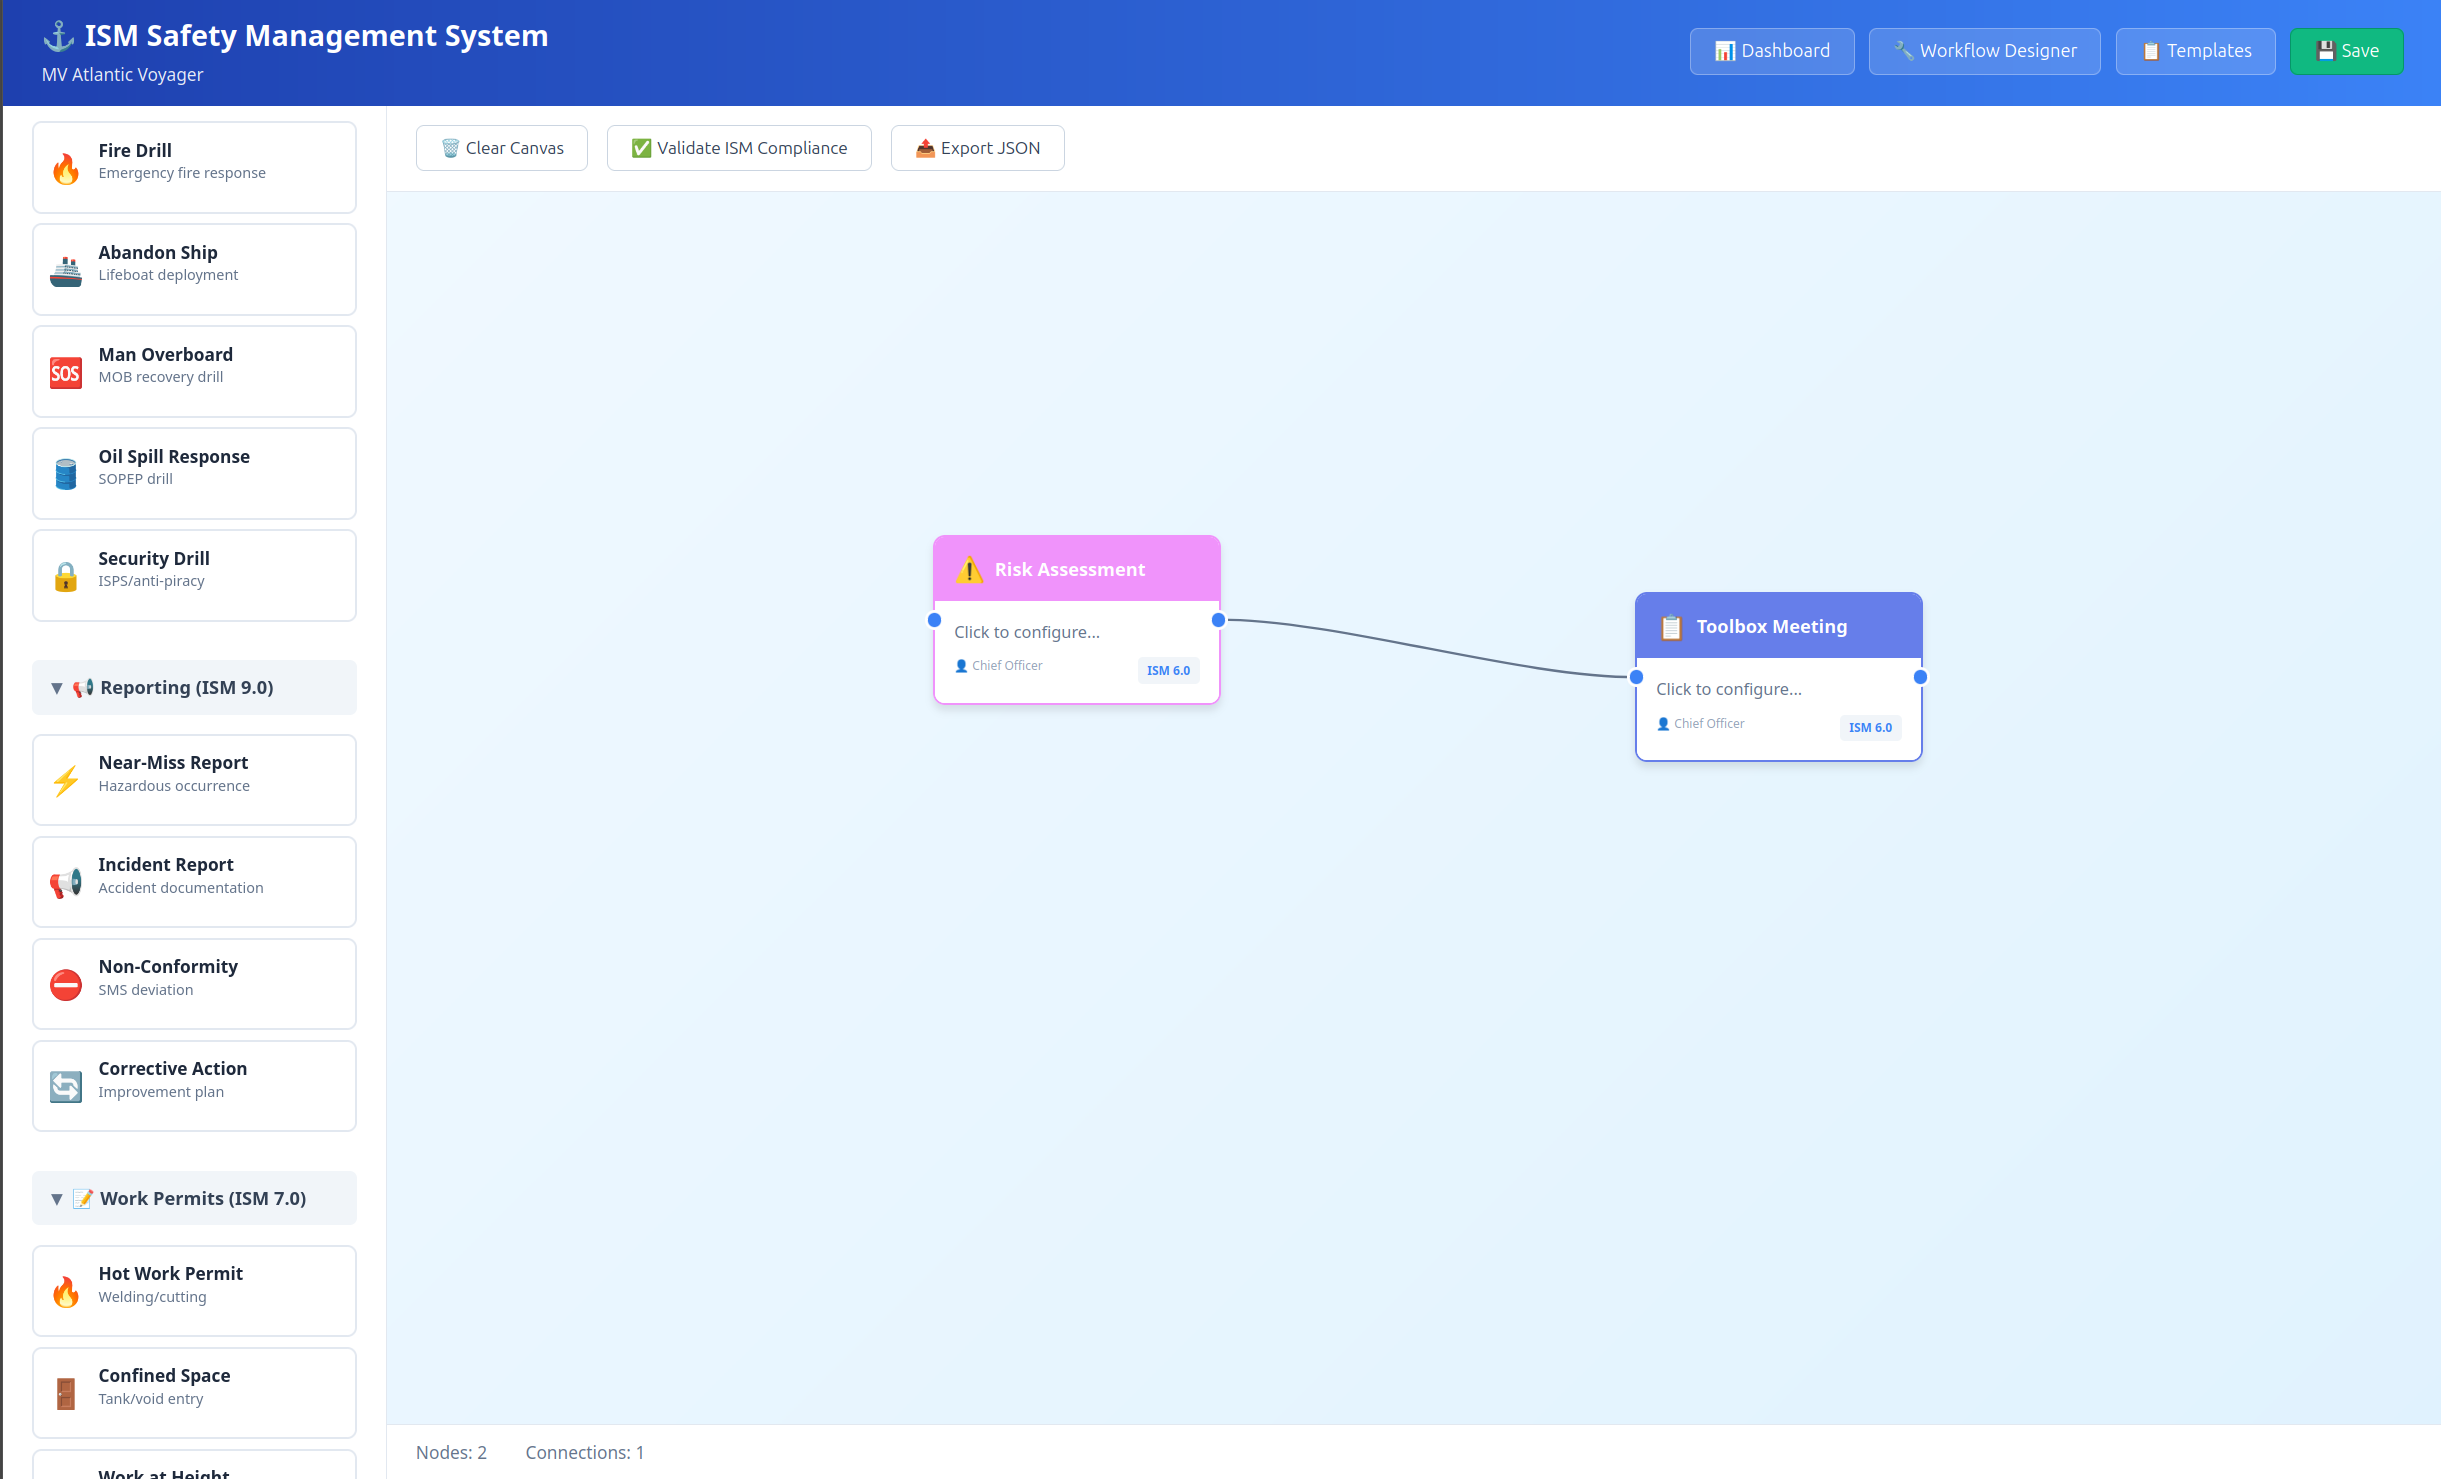 ⚓ ISM Safety Management System
MV Atlantic Voyager
📊 Dashboard
🔧 Workflow Designer
📋 Templates
💾 Save
Fire Drill
Emergency fire response
Abandon Ship
Lifeboat deployment
SOS
Man Overboard
MOB recovery drill
Oil Spill Response
SOPEP drill
Security Drill
ISPS/anti-piracy
▼ 📢 Reporting (ISM 9.0)
Near-Miss Report
Hazardous occurrence
Incident Report
Accident documentation
Non-Conformity
SMS deviation
Corrective Action
Improvement plan
▼ 📝 Work Permits (ISM 7.0)
Hot Work Permit
Welding/cutting
Confined Space
Tank/void entry
Work at Height
🗑️ Clear Canvas
✅ Validate ISM Compliance
📤 Export JSON
⚠️ Risk Assessment
Click to configure...
👤 Chief Officer
ISM 6.0
📋 Toolbox Meeting
Click to configure...
👤 Chief Officer
ISM 6.0
Nodes: 2
Connections: 1